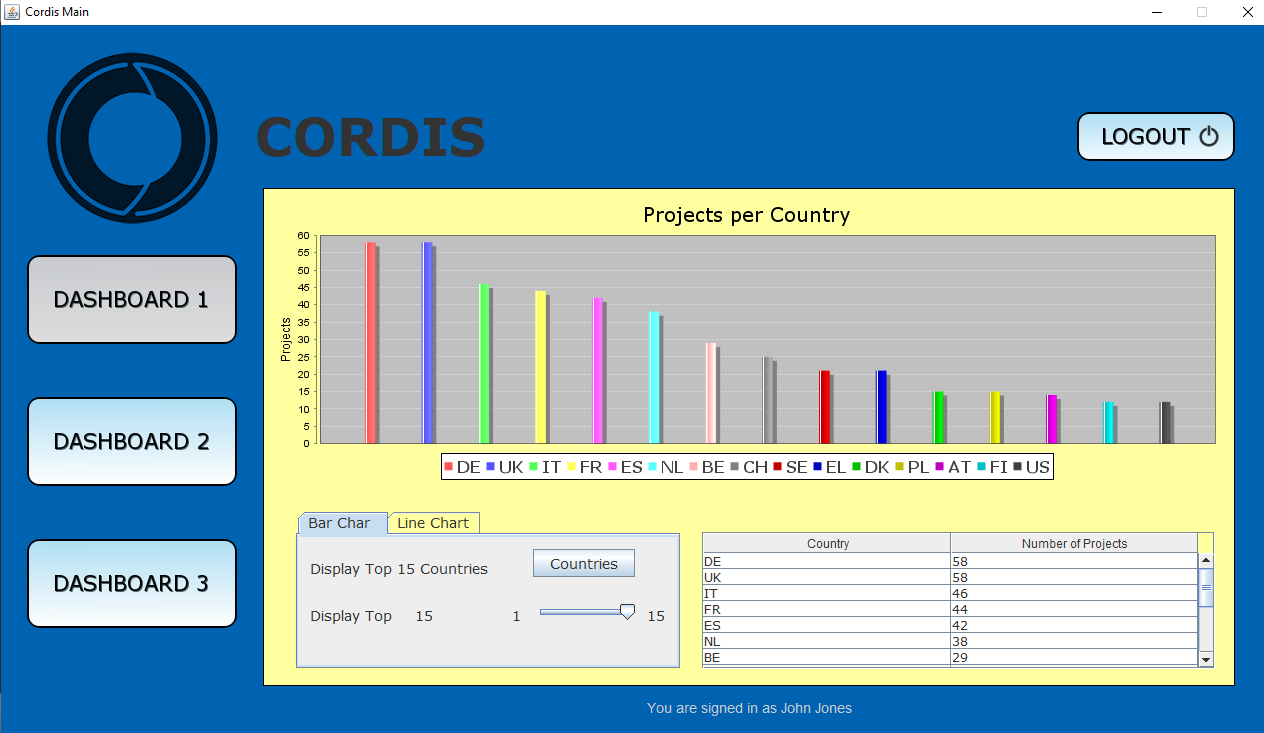 Cordis Main
CORDIS
LOGOUT
DASHBOARD 1
DASHBOARD 2
DASHBOARD 3
Projects per Country
Projects
60
55
50
45
40
35
30
25
20
15
10
5
0
DE UK IT FR ES NL BE CH SE EL DK PL AT FI US
Bar Char Line Chart
Display Top 15 Countries Countries
Display Top 15 1 15
Country Number of Projects
DE 58
UK 58
IT 46
FR 44
ES 42
NL 38
BE 29
You are signed in as John Jones